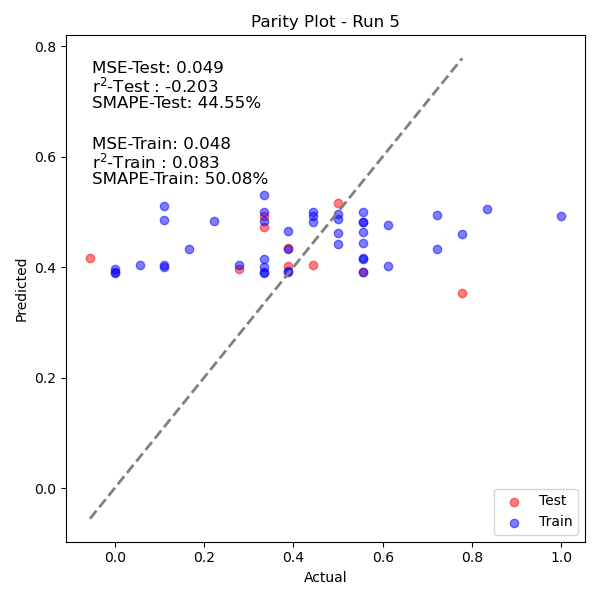 Parity Plot - Run 5
MSE-Test: 0.049
r²-Test : -0.203
SMAPE-Test: 44.55%
MSE-Train: 0.048
r²-Train : 0.083
SMAPE-Train: 50.08%
0.8
0.6
0.4
0.2
0.0
Predicted
0.0 0.2 0.4 0.6 0.8 1.0
Actual
Test
Train